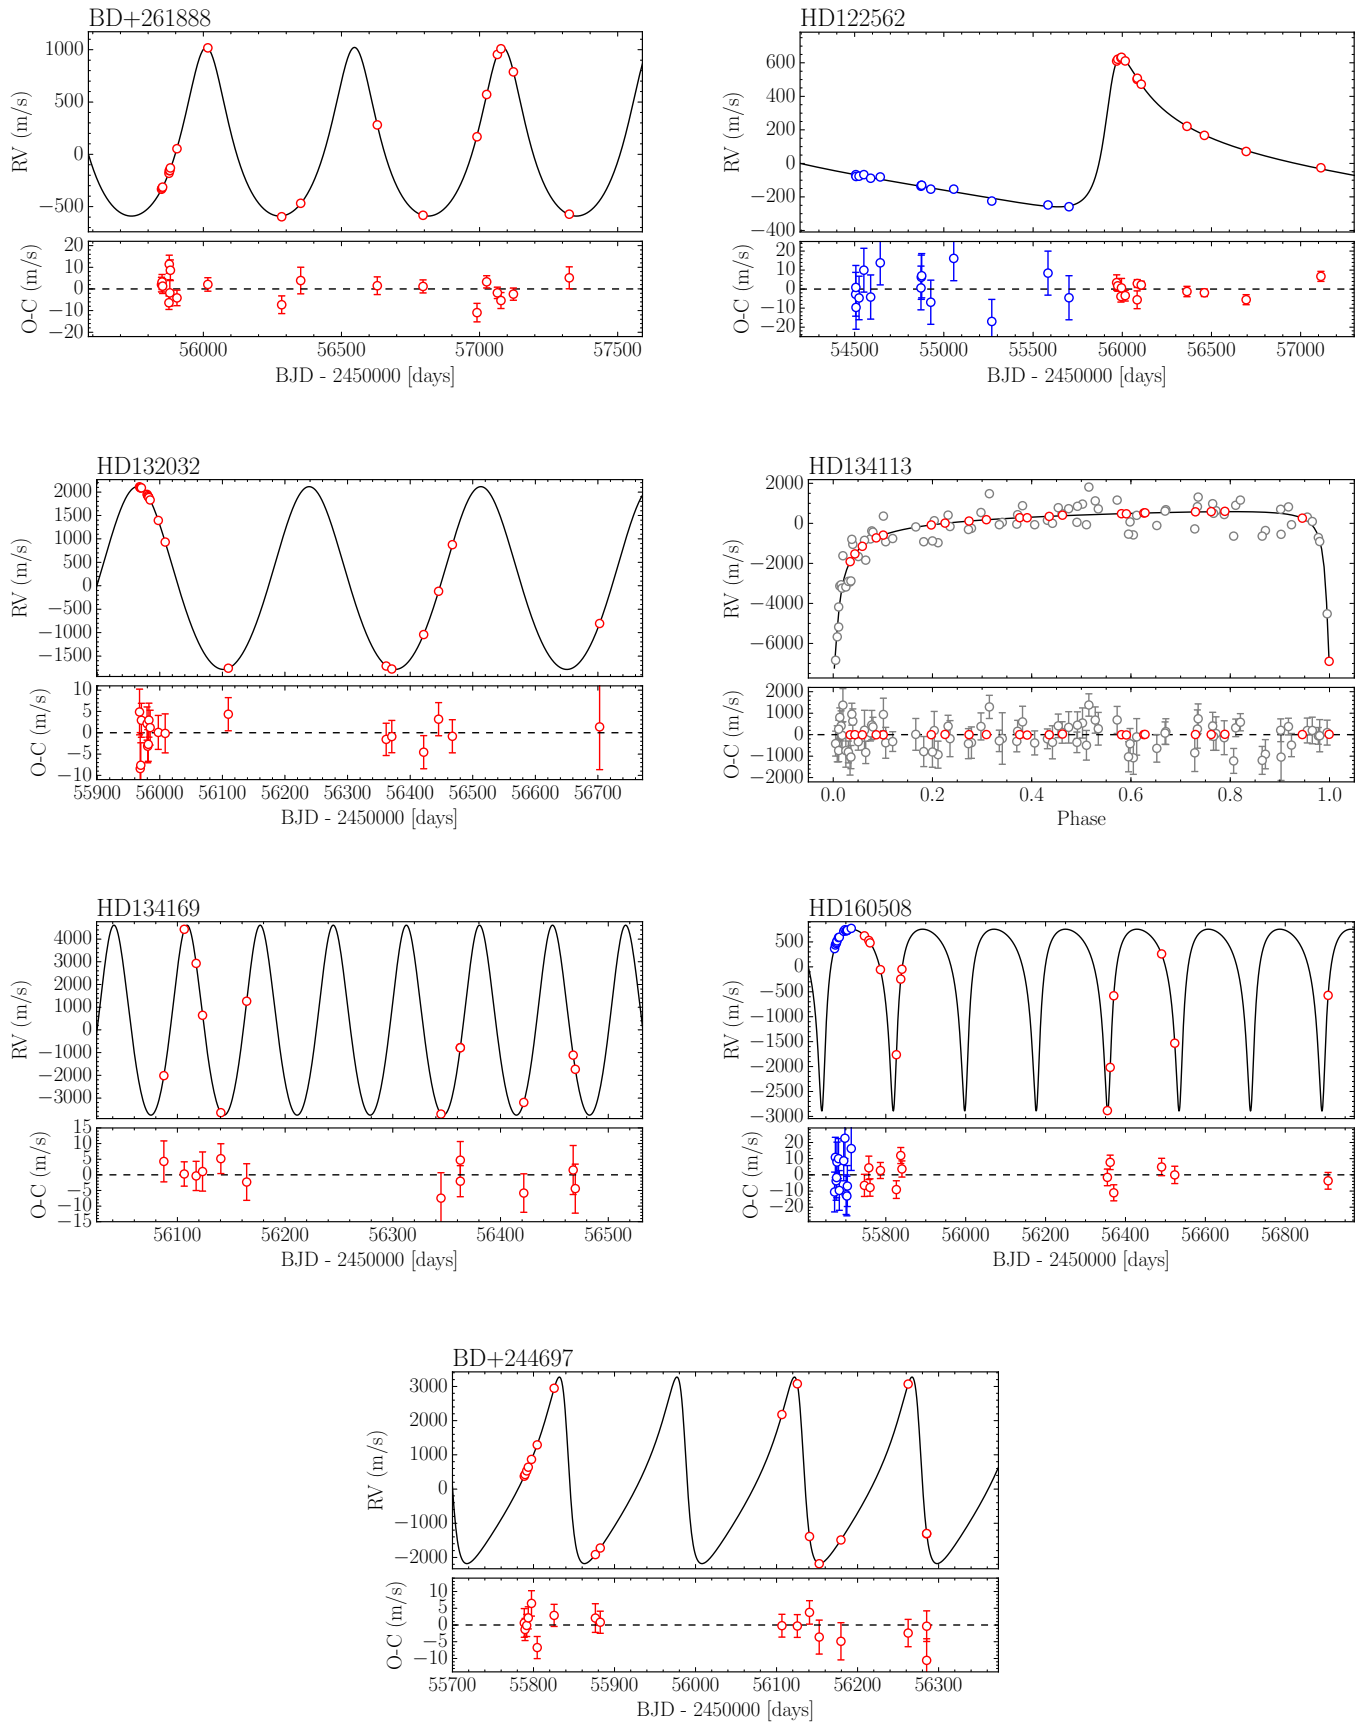 BD+261888
1000
500
0
−500
RV (m/s)
20
10
0
−10
−20
O-C (m/s)
56000 56500 57000 57500
BJD - 2450000 [days]
HD122562
600
400
200
0
−200
−400
RV (m/s)
20
10
0
−10
−20
O-C (m/s)
54500 55000 55500 56000 56500 57000
BJD - 2450000 [days]
HD132032
2000
1500
1000
500
0
−500
−1000
−1500
RV (m/s)
10
5
0
−5
−10
O-C (m/s)
55900 56000 56100 56200 56300 56400 56500 56600 56700
BJD - 2450000 [days]
HD134113
2000
0
−2000
−4000
−6000
RV (m/s)
2000
1000
0
−1000
−2000
O-C (m/s)
0.0 0.2 0.4 0.6 0.8 1.0
Phase
HD134169
4000
3000
2000
1000
0
−1000
−2000
−3000
RV (m/s)
15
10
5
0
−5
−10
−15
O-C (m/s)
56100 56200 56300 56400 56500
BJD - 2450000 [days]
HD160508
500
0
−500
−1000
−1500
−2000
−2500
−3000
RV (m/s)
20
10
0
−10
−20
O-C (m/s)
55800 56000 56200 56400 56600 56800
BJD - 2450000 [days]
BD+244697
3000
2000
1000
0
−1000
−2000
RV (m/s)
10
5
0
−5
−10
O-C (m/s)
55700 55800 55900 56000 56100 56200 56300
BJD - 2450000 [days]